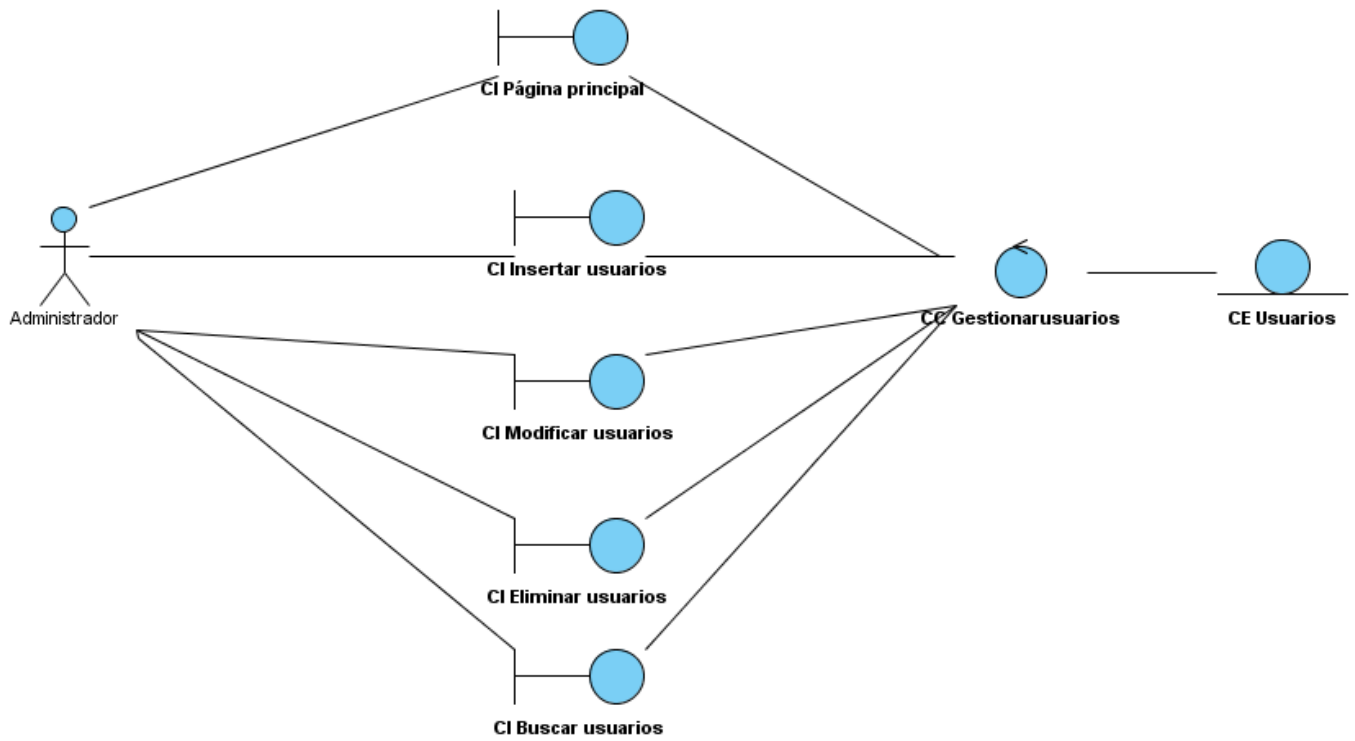 CI Página principal
CI Insertar usuarios
Administrador
CC Gestionarusuarios
CE Usuarios
CI Modificar usuarios
CI Eliminar usuarios
CI Buscar usuarios